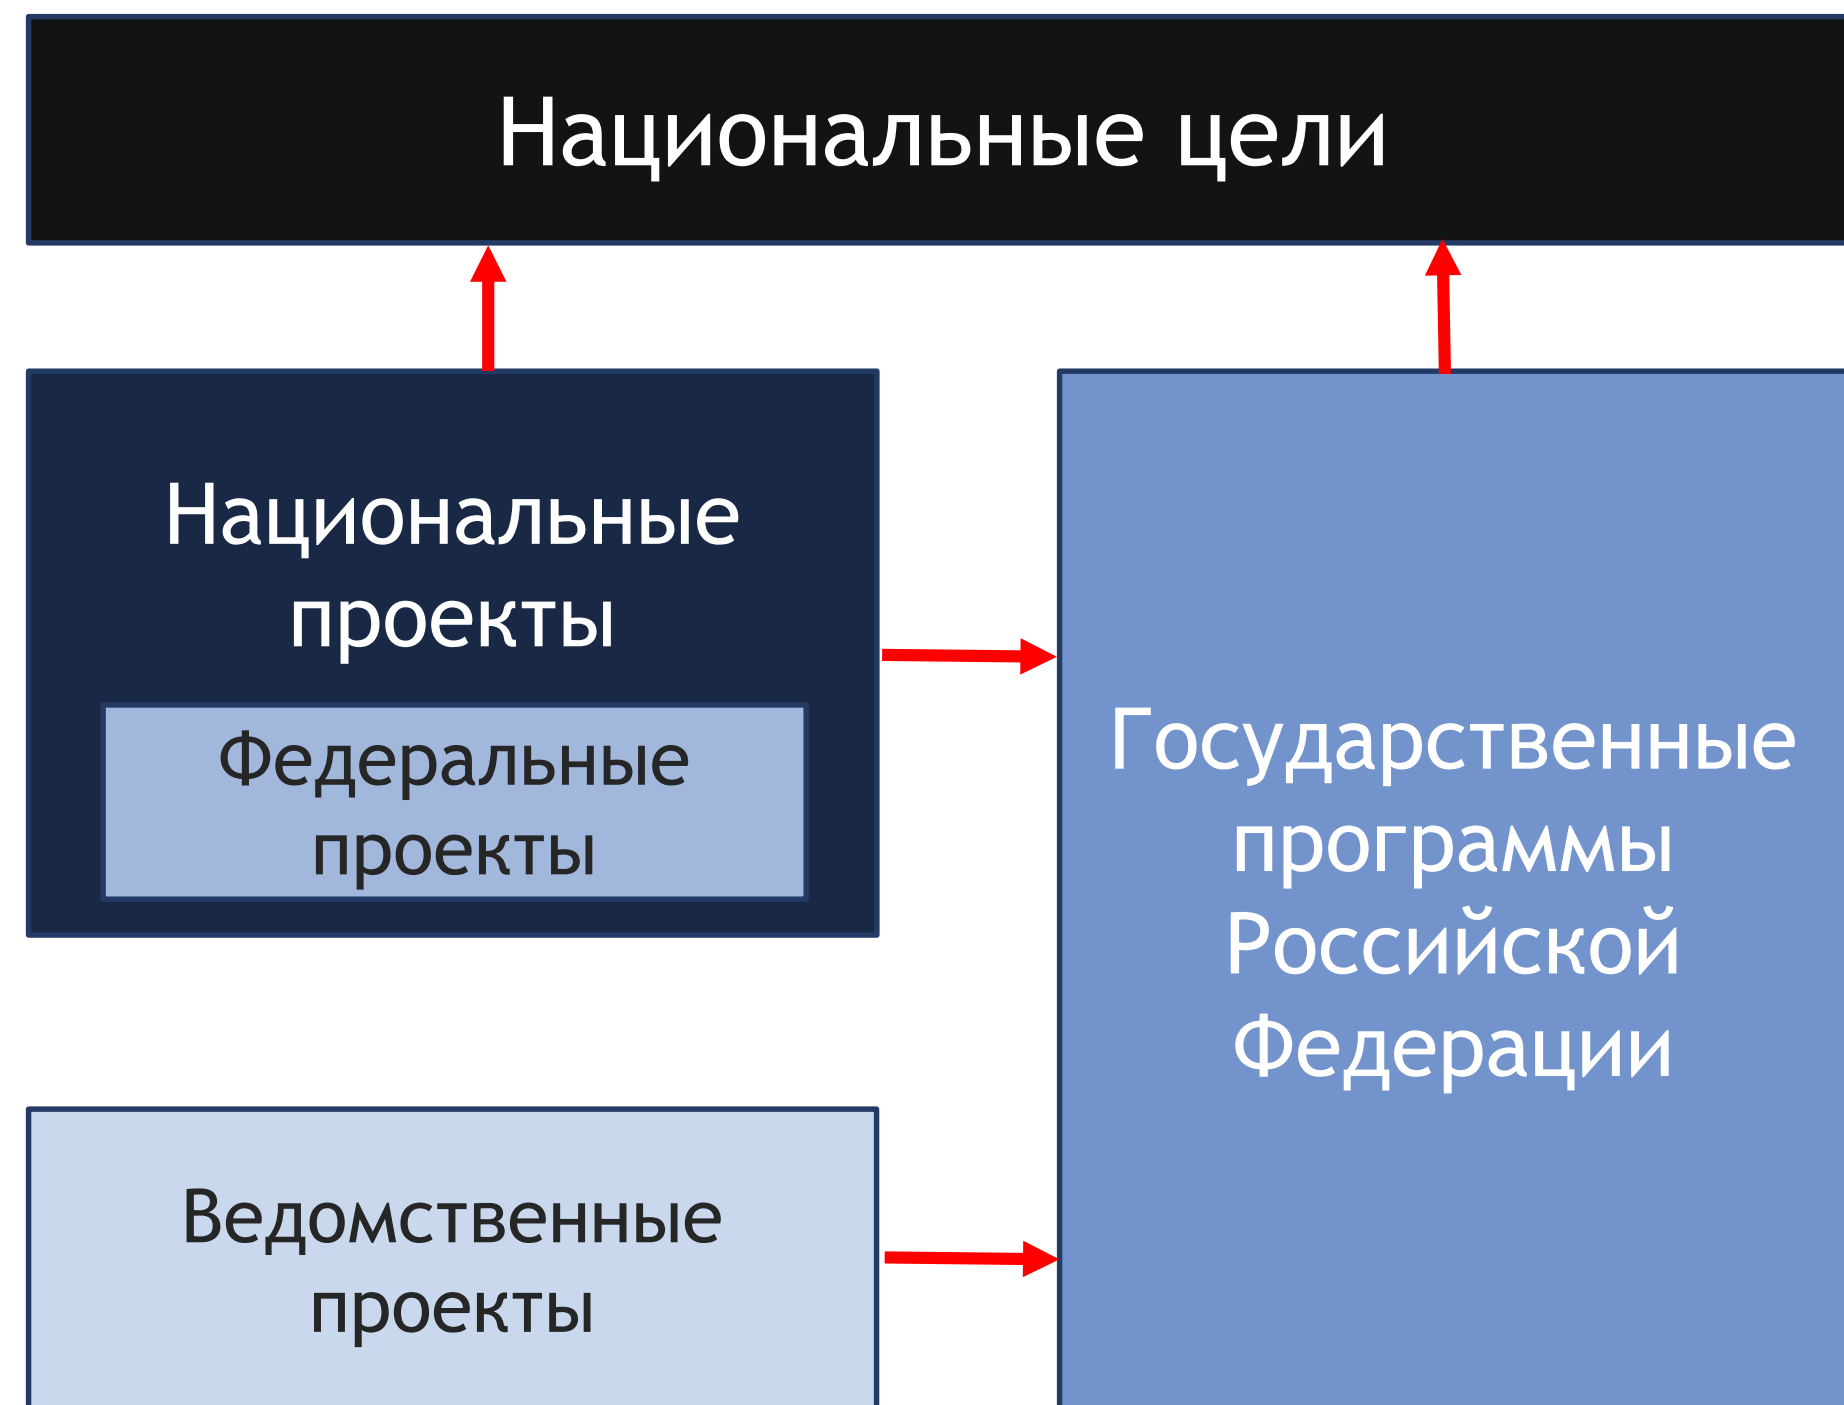 Национальные цели
Национальные
проекты
Федеральные
проекты
Государственные
программы
Российской
Федерации
Ведомственные
проекты